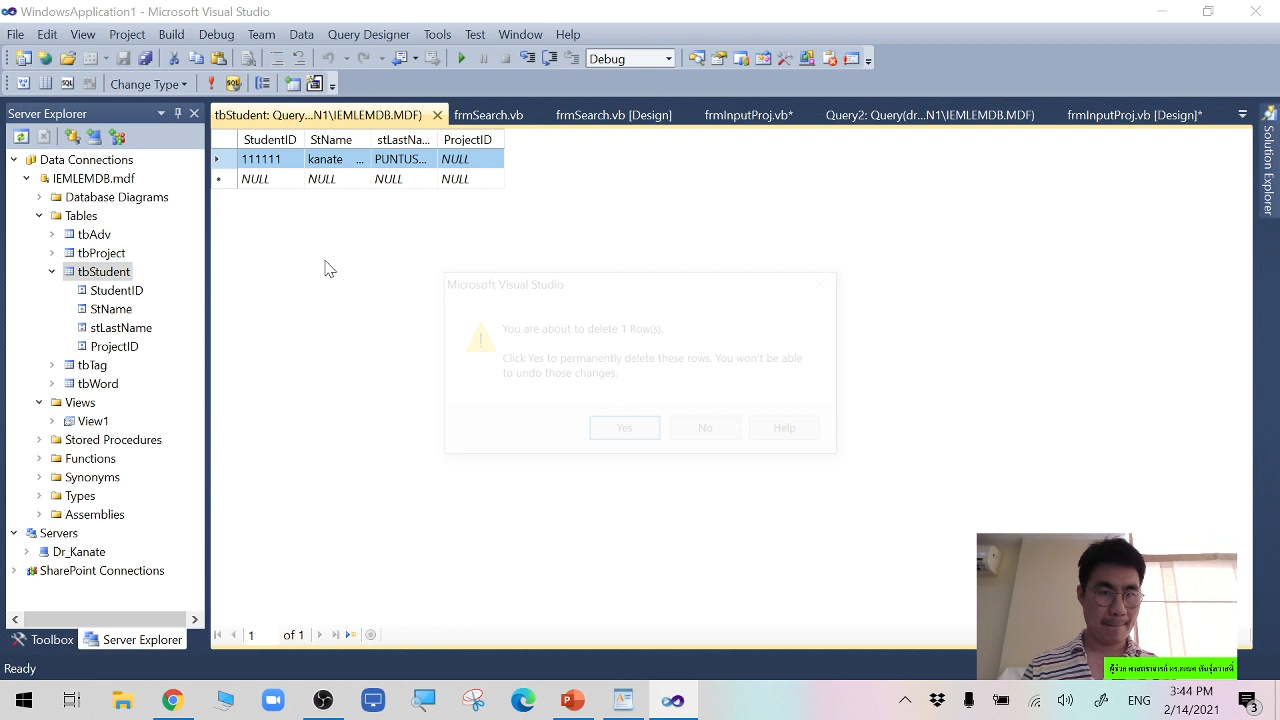 WindowsApplication1 - Microsoft Visual Studio
File Edit View Project Build Debug Team Data Query Designer Tools Test Window Help
Debug
Change Type
Server Explorer
tbStudent: Query...N1\IEMLEMDB.MDF) frmSearch.vb frmSearch.vb [Design] frmInputProj.vb* Query2: Query(dr...N1\IEMLEMDB.MDF) frmInputProj.vb [Design]*
Solution Explorer
StudentID StName stLastNa... ProjectID
111111 kanate ... PUNTUS... NULL
NULL NULL NULL NULL
Data Connections
IEMLEMDB.mdf
Database Diagrams
Tables
tbAdv
tbProject
tbStudent
StudentID
StName
stLastName
ProjectID
tbTag
tbWord
Views
View1
Stored Procedures
Functions
Synonyms
Types
Assemblies
Servers
Dr_Kanate
SharePoint Connections
Microsoft Visual Studio
You are about to delete 1 Row(s).
Click Yes to permanently delete these rows. You won't be able
to undo those changes.
Yes No Help
1 of 1
Toolbox Server Explorer
Ready
ENG
3:44 PM
2/14/2021
3